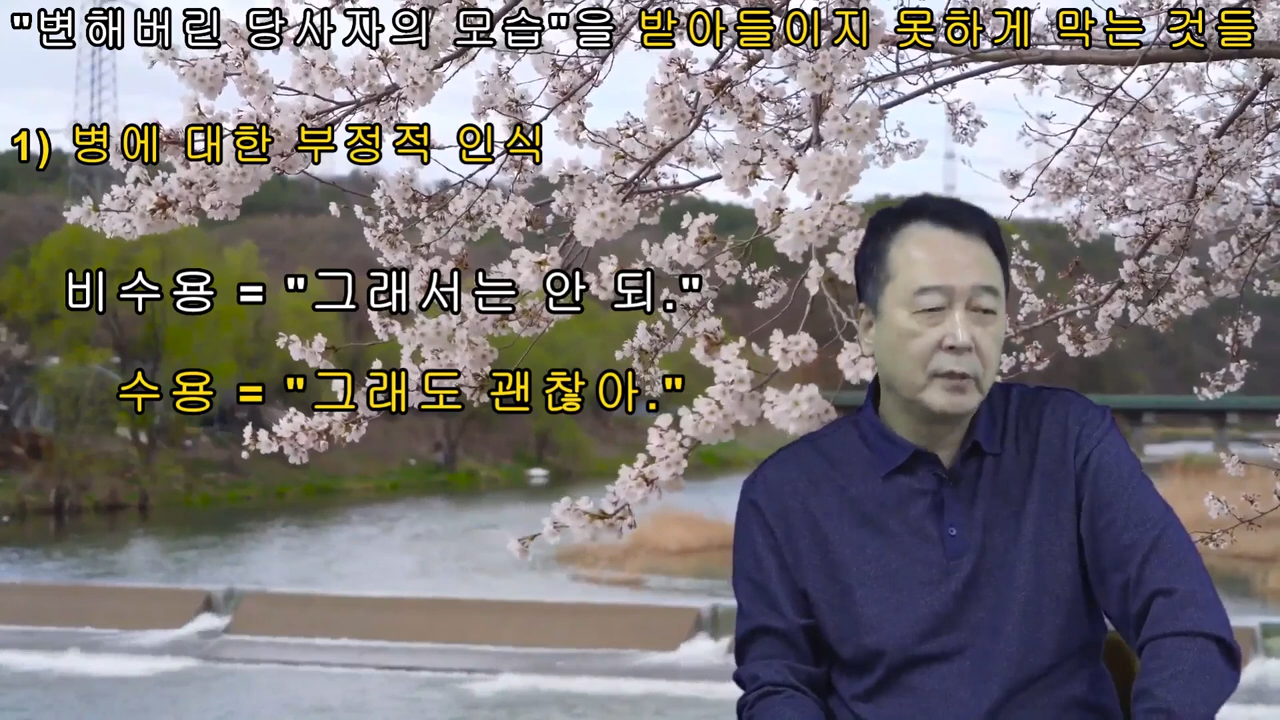 "변해버린 당사자의 모습"을 받아들이지 못하게 막는 것들
1) 병에 대한 부정적 인식
비수용 = "그래서는 안 되."
수용 = "그래도 괜찮아."